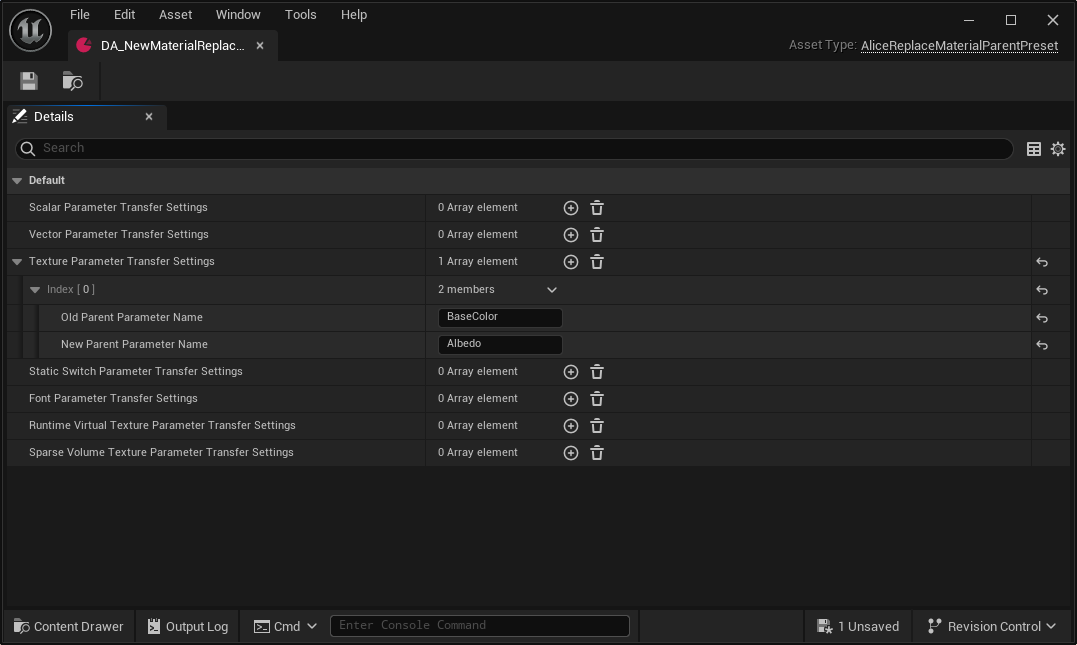 File Edit Asset Window Tools Help
DA_NewMaterialReplac...
Asset Type: AliceReplaceMaterialParentPreset
Details
Search
Default
Scalar Parameter Transfer Settings 0 Array element
Vector Parameter Transfer Settings 0 Array element
Texture Parameter Transfer Settings 1 Array element
Index [ 0 ] 2 members
Old Parent Parameter Name BaseColor
New Parent Parameter Name Albedo
Static Switch Parameter Transfer Settings 0 Array element
Font Parameter Transfer Settings 0 Array element
Runtime Virtual Texture Parameter Transfer Settings 0 Array element
Sparse Volume Texture Parameter Transfer Settings 0 Array element
Content Drawer Output Log Cmd Enter Console Command 1 Unsaved Revision Control